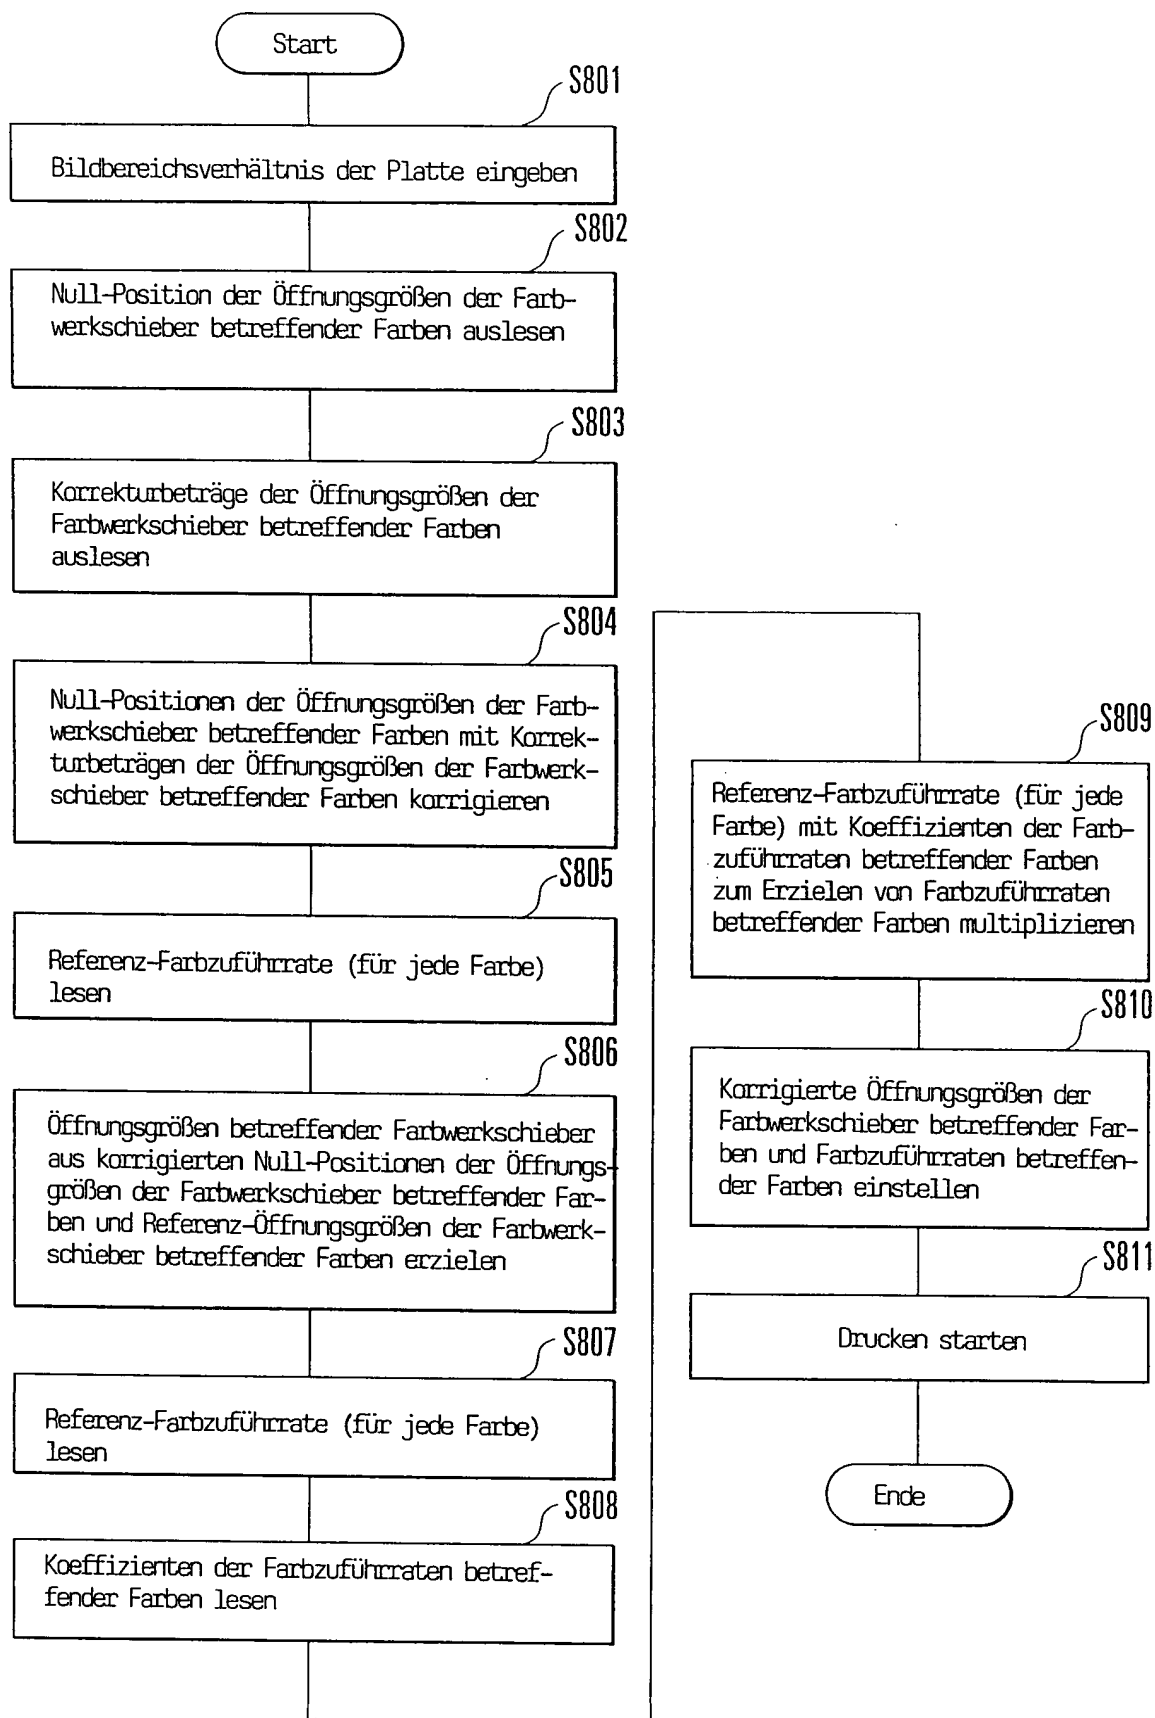 Start
S801
Bildbereichsverhältnis der Platte eingeben
S802
Null-Position der Öffnungsgrößen der Farb-
werkschieber betreffender Farben auslesen
S803
Korrekturbeträge der Öffnungsgrößen der
Farbwerkschieber betreffender Farben
auslesen
S804
Null-Positionen der Öffnungsgrößen der Farb-
werkschieber betreffender Farben mit Korrek-
turbeträgen der Öffnungsgrößen der Farbwerk-
schieber betreffender Farben korrigieren
S805
Referenz-Farbzuführrate (für jede Farbe)
lesen
S806
Öffnungsgrößen betreffender Farbwerkschieber
aus korrigierten Null-Positionen der Öffnungs-
größen der Farbwerkschieber betreffender Far-
ben und Referenz-Öffnungsgrößen der Farbwerk-
schieber betreffender Farben erzielen
S807
Referenz-Farbzuführrate (für jede Farbe)
lesen
S808
Koeffizienten der Farbzuführraten betref-
fender Farben lesen
S809
Referenz-Farbzuführrate (für jede
Farbe) mit Koeffizienten der Farb-
zuführraten betreffender Farben
zum Erzielen von Farbzuführraten
betreffender Farben multiplizieren
S810
Korrigierte Öffnungsgrößen der
Farbwerkschieber betreffender Far-
ben und Farbzuführraten betreffen-
der Farben einstellen
S811
Drucken starten
Ende